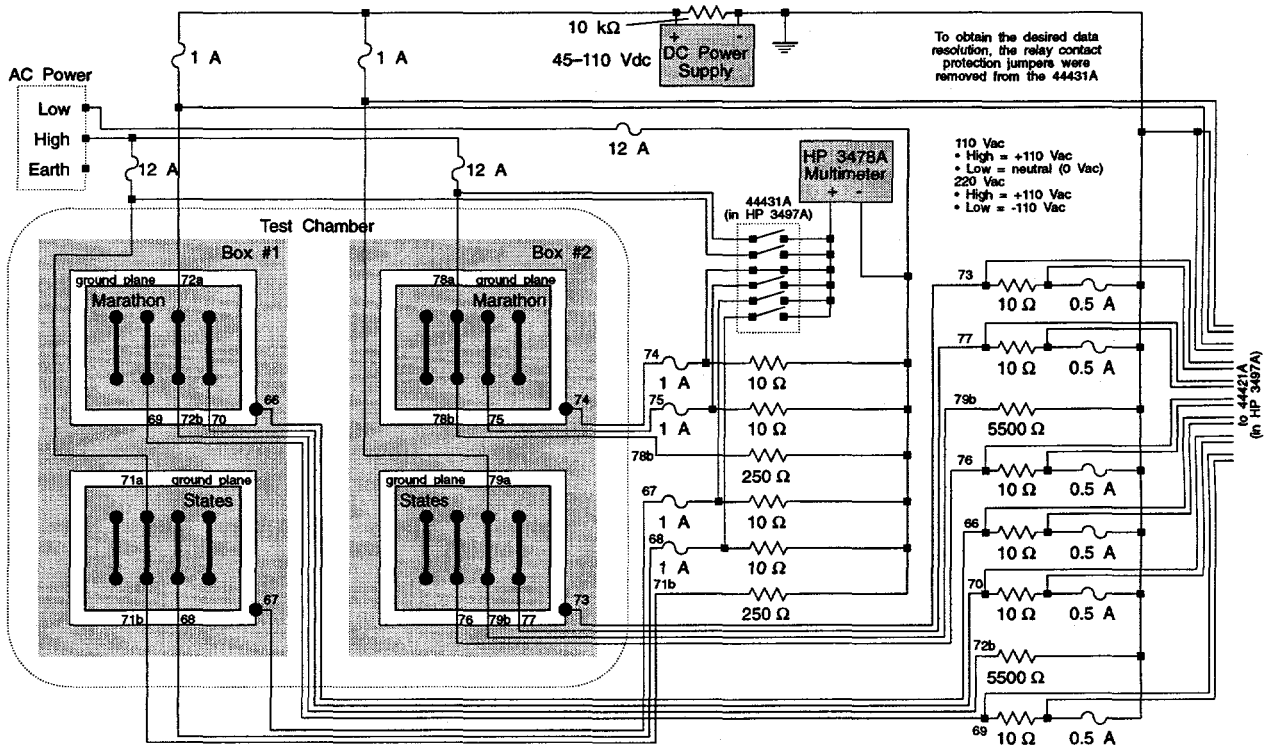 10 kΩ
+ -
DC Power
Supply
45–110 Vdc
1 A
1 A
To obtain the desired data
resolution, the relay contact
protection jumpers were
removed from the 44431A
AC Power
Low
High
Earth
12 A
12 A
12 A
HP 3478A
Multimeter
+ -
110 Vac
• High = +110 Vac
• Low = neutral (0 Vac)
220 Vac
• High = +110 Vac
• Low = -110 Vac
44431A
(in HP 3497A)
Test Chamber
Box #1
Box #2
ground plane
72a
Marathon
69
72b
70
66
78a
ground plane
Marathon
78b
75
74
71a
ground plane
States
71b
68
67
ground plane
79a
States
76
79b
77
73
74
1 A
10 Ω
75
1 A
10 Ω
78b
250 Ω
67
1 A
10 Ω
68
1 A
10 Ω
71b
250 Ω
73
10 Ω
0.5 A
77
10 Ω
0.5 A
79b
5500 Ω
76
10 Ω
0.5 A
66
10 Ω
0.5 A
70
10 Ω
0.5 A
72b
5500 Ω
69
10 Ω
0.5 A
to 44421A
(in HP 3497A)